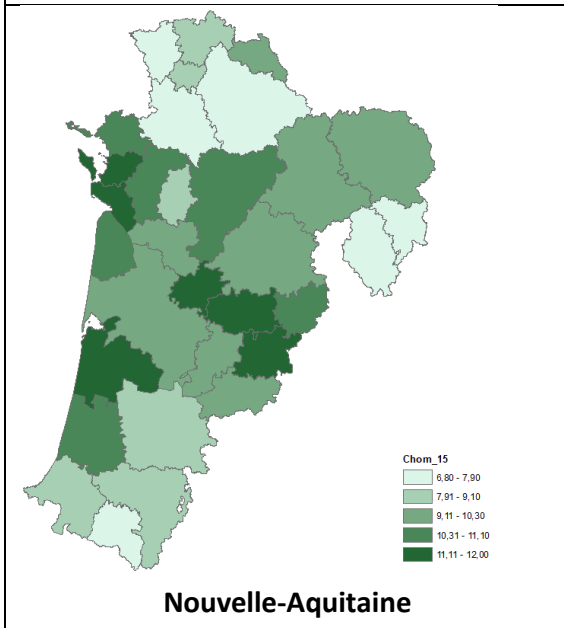 Chom_15
6,80 - 7,90
7,91 - 9,10
9,11 - 10,30
10,31 - 11,10
11,11 - 12,00
Nouvelle-Aquitaine